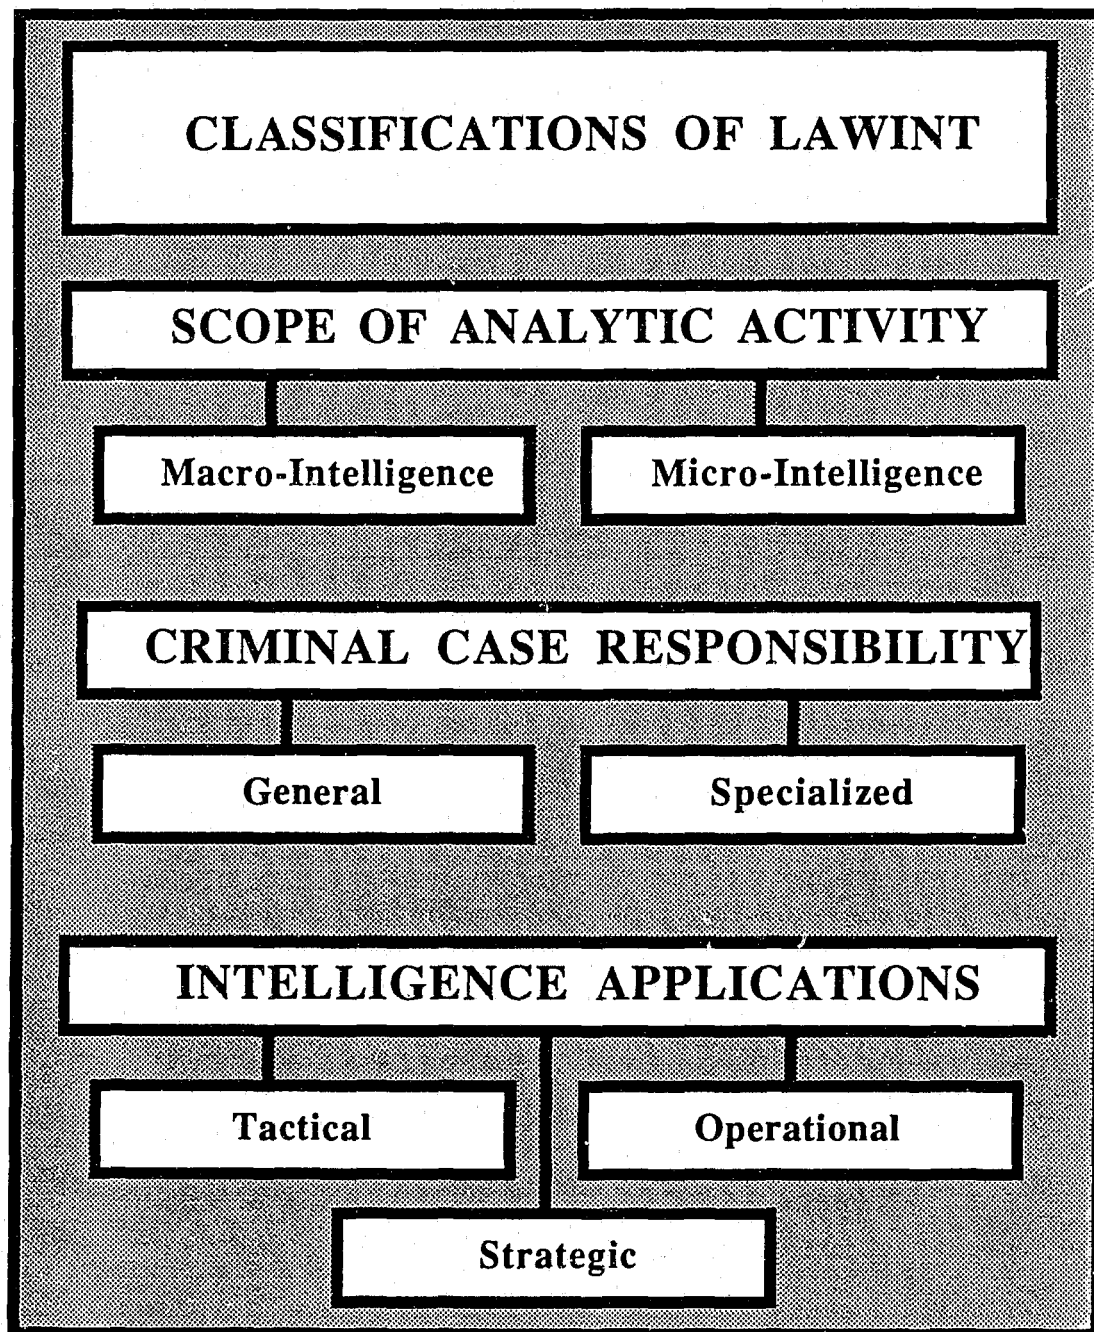 CLASSIFICATIONS OF LAWINT
SCOPE OF ANALYTIC ACTIVITY
Macro-Intelligence
Micro-Intelligence
CRIMINAL CASE RESPONSIBILITY
General
Specialized
INTELLIGENCE APPLICATIONS
Tactical
Operational
Strategic